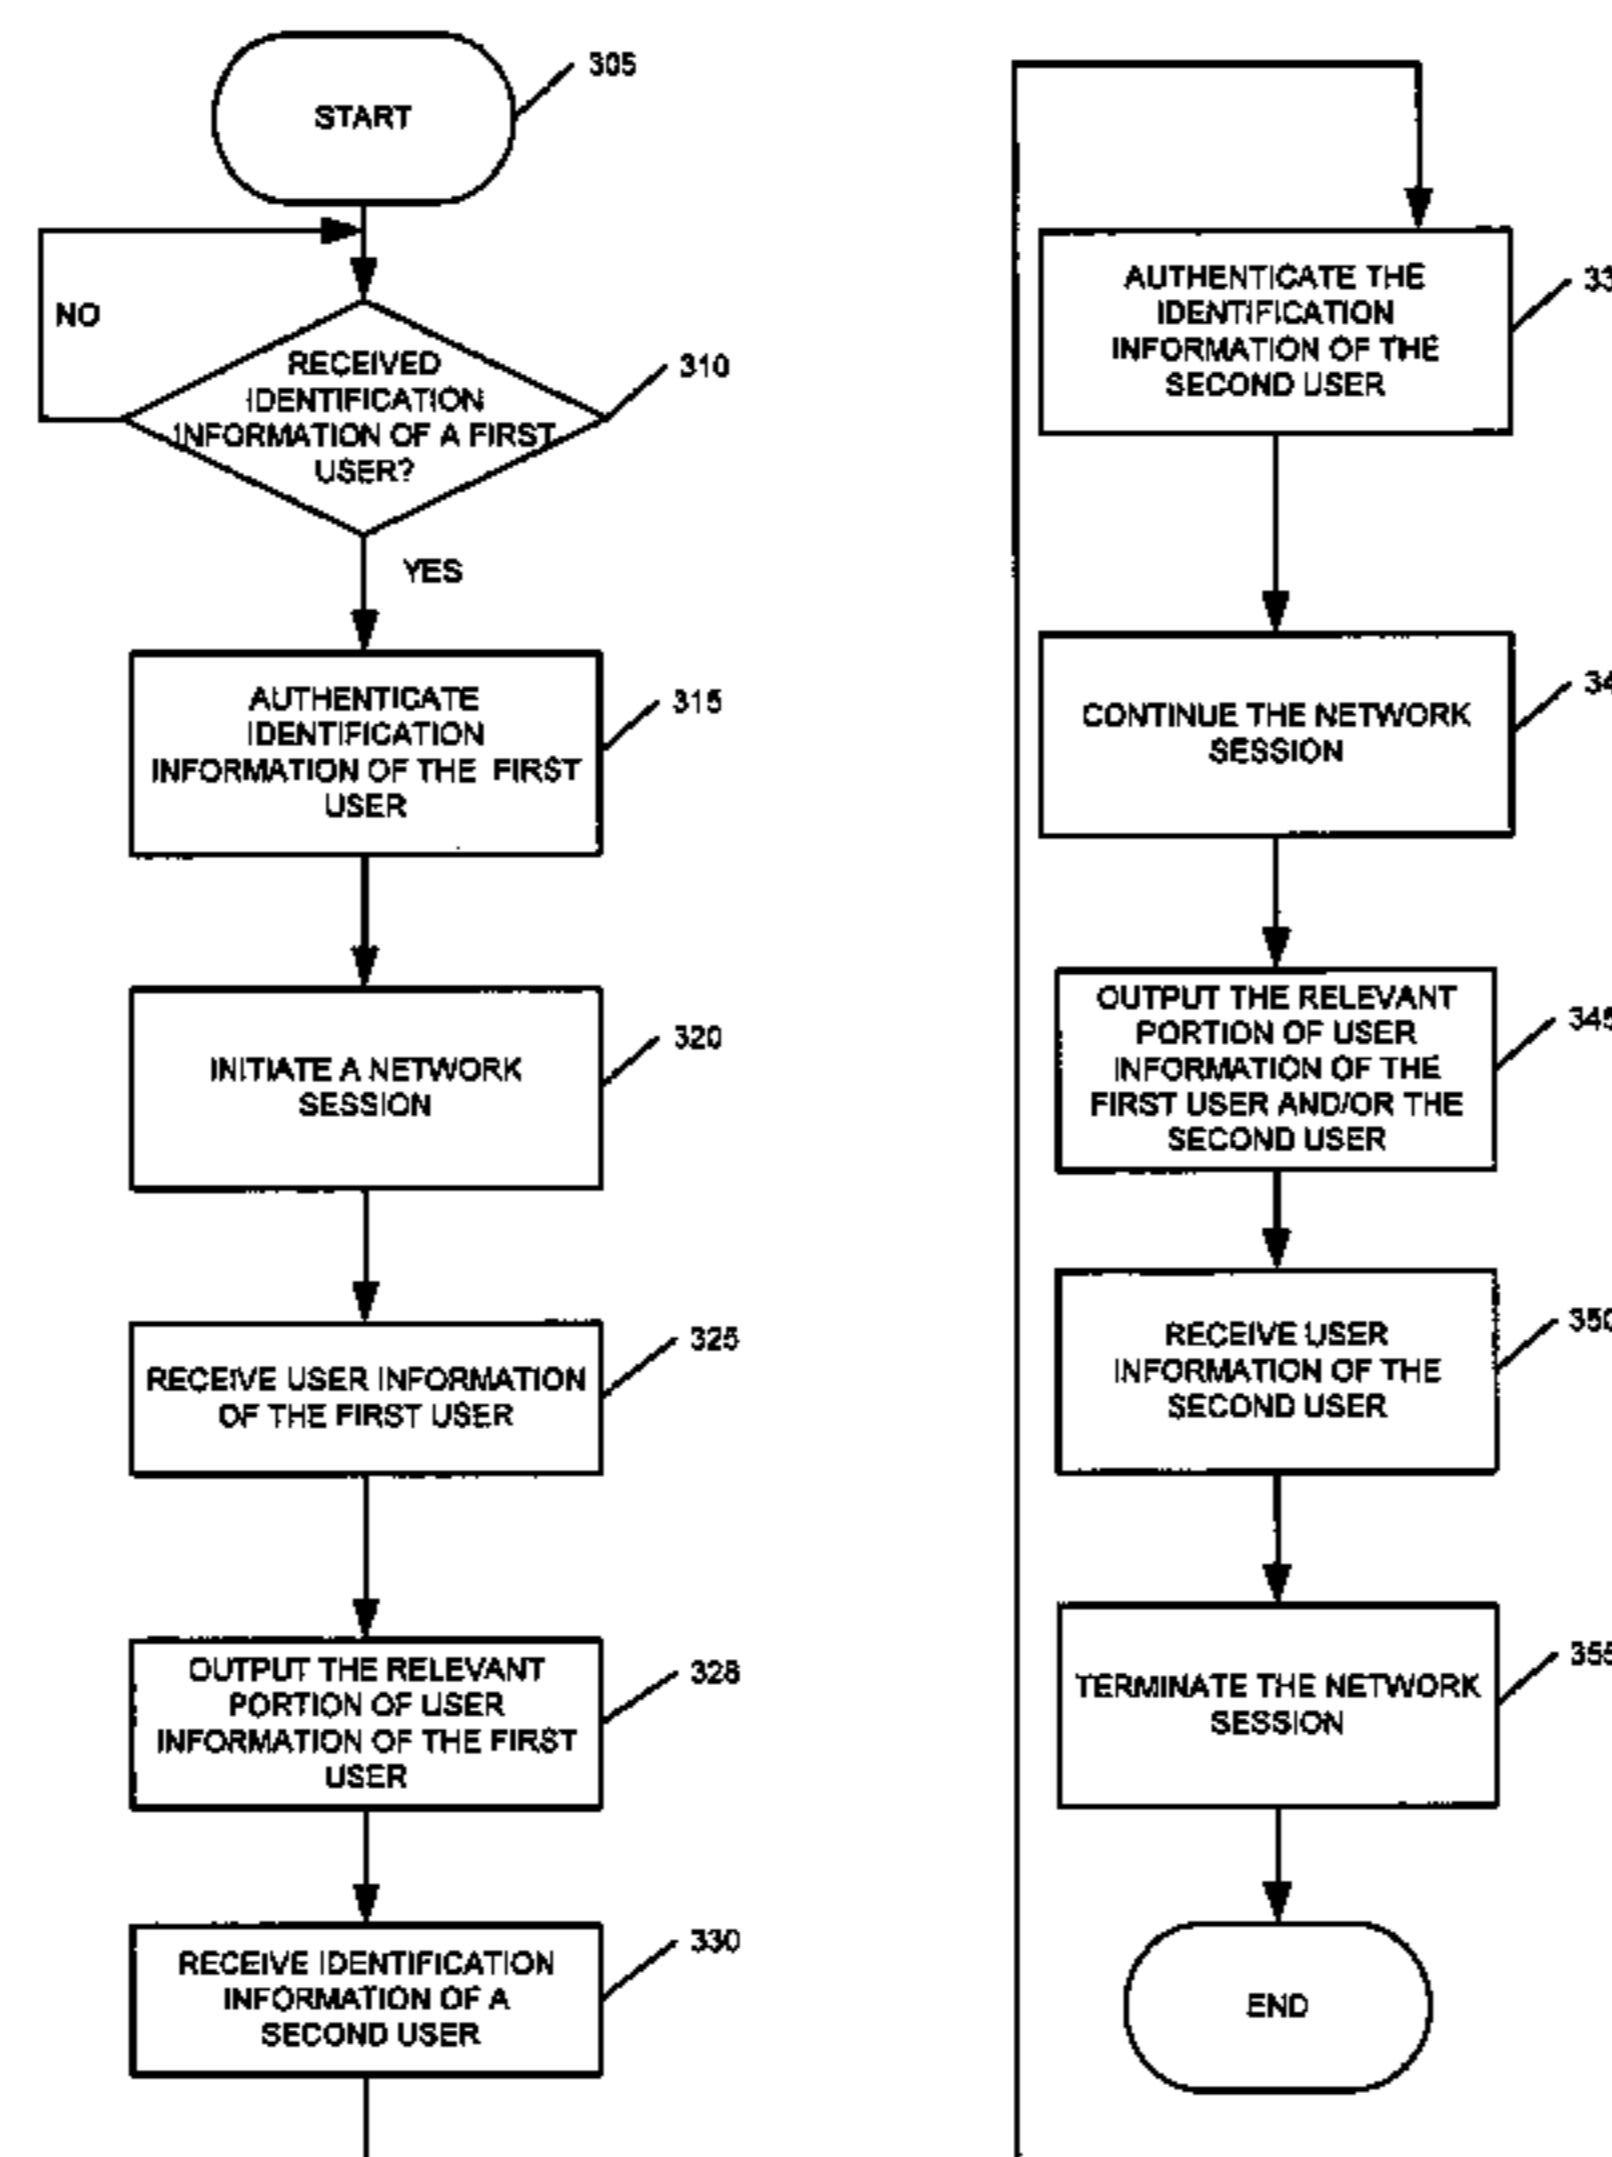 START
305
NO
RECEIVED
IDENTIFICATION
INFORMATION OF A FIRST
USER?
310
YES
AUTHENTICATE
IDENTIFICATION
INFORMATION OF THE FIRST
USER
315
INITIATE A NETWORK
SESSION
320
RECEIVE USER INFORMATION
OF THE FIRST USER
325
OUTPUT THE RELEVANT
PORTION OF USER
INFORMATION OF THE FIRST
USER
RECEIVE IDENTIFICATION
INFORMATION OF A
SECOND USER
330
AUTHENTICATE THE
IDENTIFICATION
INFORMATION OF THE
SECOND USER
CONTINUE THE NETWORK
SESSION
OUTPUT THE RELEVANT
PORTION OF USER
INFORMATION OF THE
FIRST USER AND/OR THE
SECOND USER
345
RECEIVE USER
INFORMATION OF THE
SECOND USER
350
TERMINATE THE NETWORK
SESSION
355
END